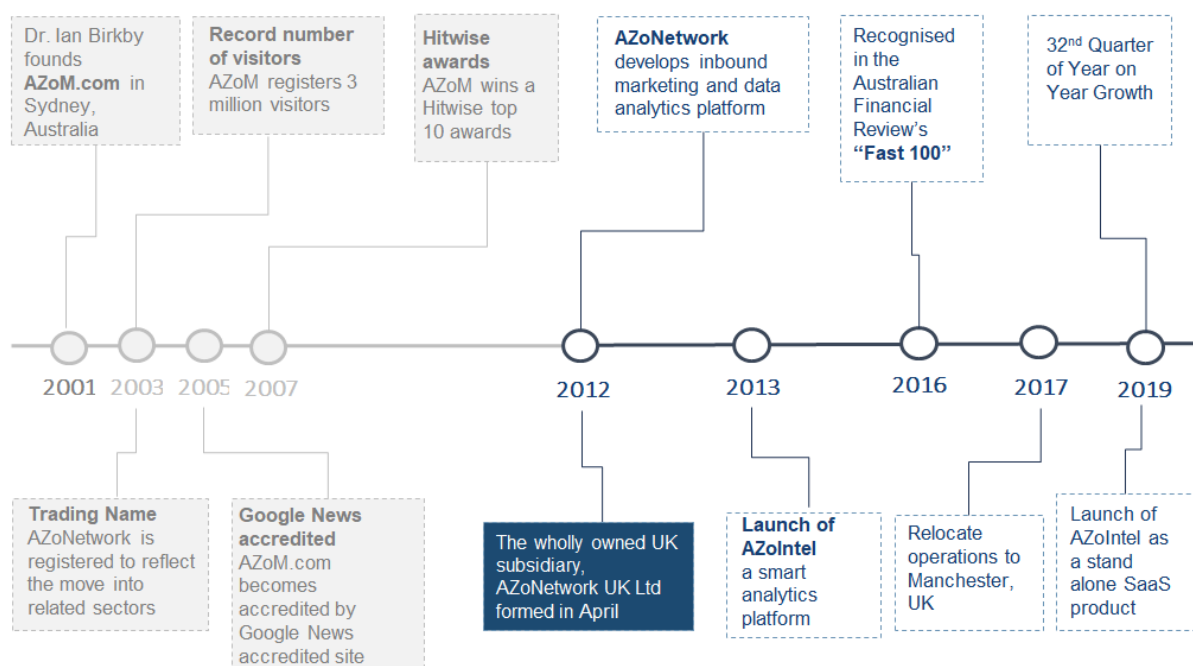 Dr. Ian Birkby
founds
AZoM.com in
Sydney,
Australia
Record number
of visitors
AZoM registers 3
million visitors
Hitwise
awards
AZoM wins a
Hitwise top
10 awards
AZoNetwork
develops inbound
marketing and data
analytics platform
Recognised
in the
Australian
Financial
Review's
“Fast 100”
32nd Quarter
of Year on
Year Growth
2001
2003
2005
2007
2012
2013
2016
2017
2019
Trading Name
AZoNetwork is
registered to reflect
the move into
related sectors
Google News
accredited
AZoM.com
becomes
accredited by
Google News
accredited site
The wholly owned UK
subsidiary,
AZoNetwork UK Ltd
formed in April
Launch of
AZoIntel
a smart
analytics
platform
Relocate
operations to
Manchester,
UK
Launch of
AZoIntel as
a stand
alone SaaS
product